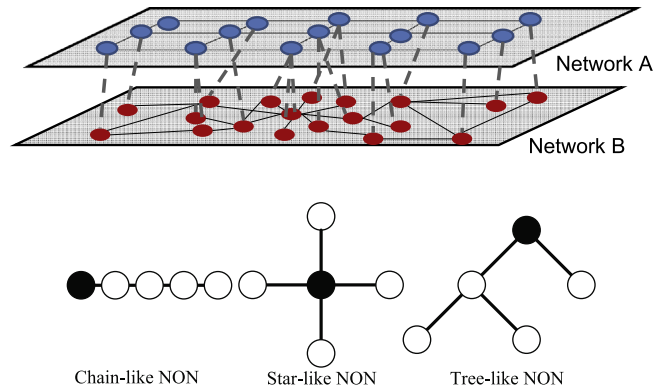 Network A
Network B
Chain-like NON
Star-like NON
Tree-like NON